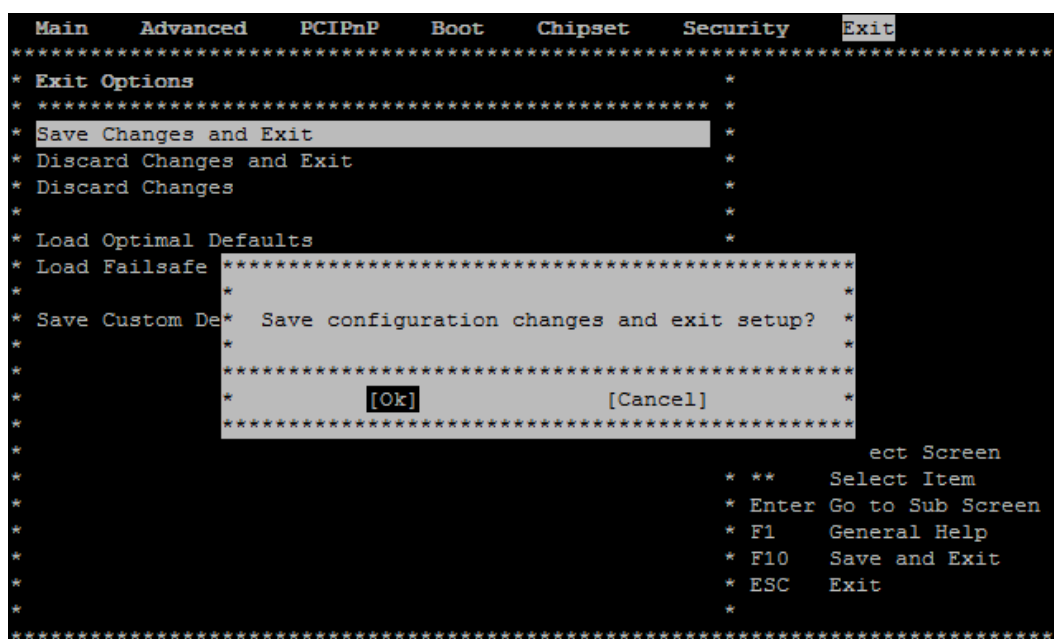 Main Advanced PCIPnP Boot Chipset Security Exit
********************************************************************************
* Exit Options *
* *************************************************** *
* Save Changes and Exit *
* Discard Changes and Exit *
* Discard Changes *
* *
* Load Optimal Defaults *
* Load Failsafe ************************************************
* * *
* Save Custom De* Save configuration changes and exit setup? *
* * *
* ************************************************
* * [Ok] [Cancel] *
* ************************************************
* ect Screen
* * ** Select Item
* * Enter Go to Sub Screen
* * F1 General Help
* * F10 Save and Exit
* * ESC Exit
* *
********************************************************************************